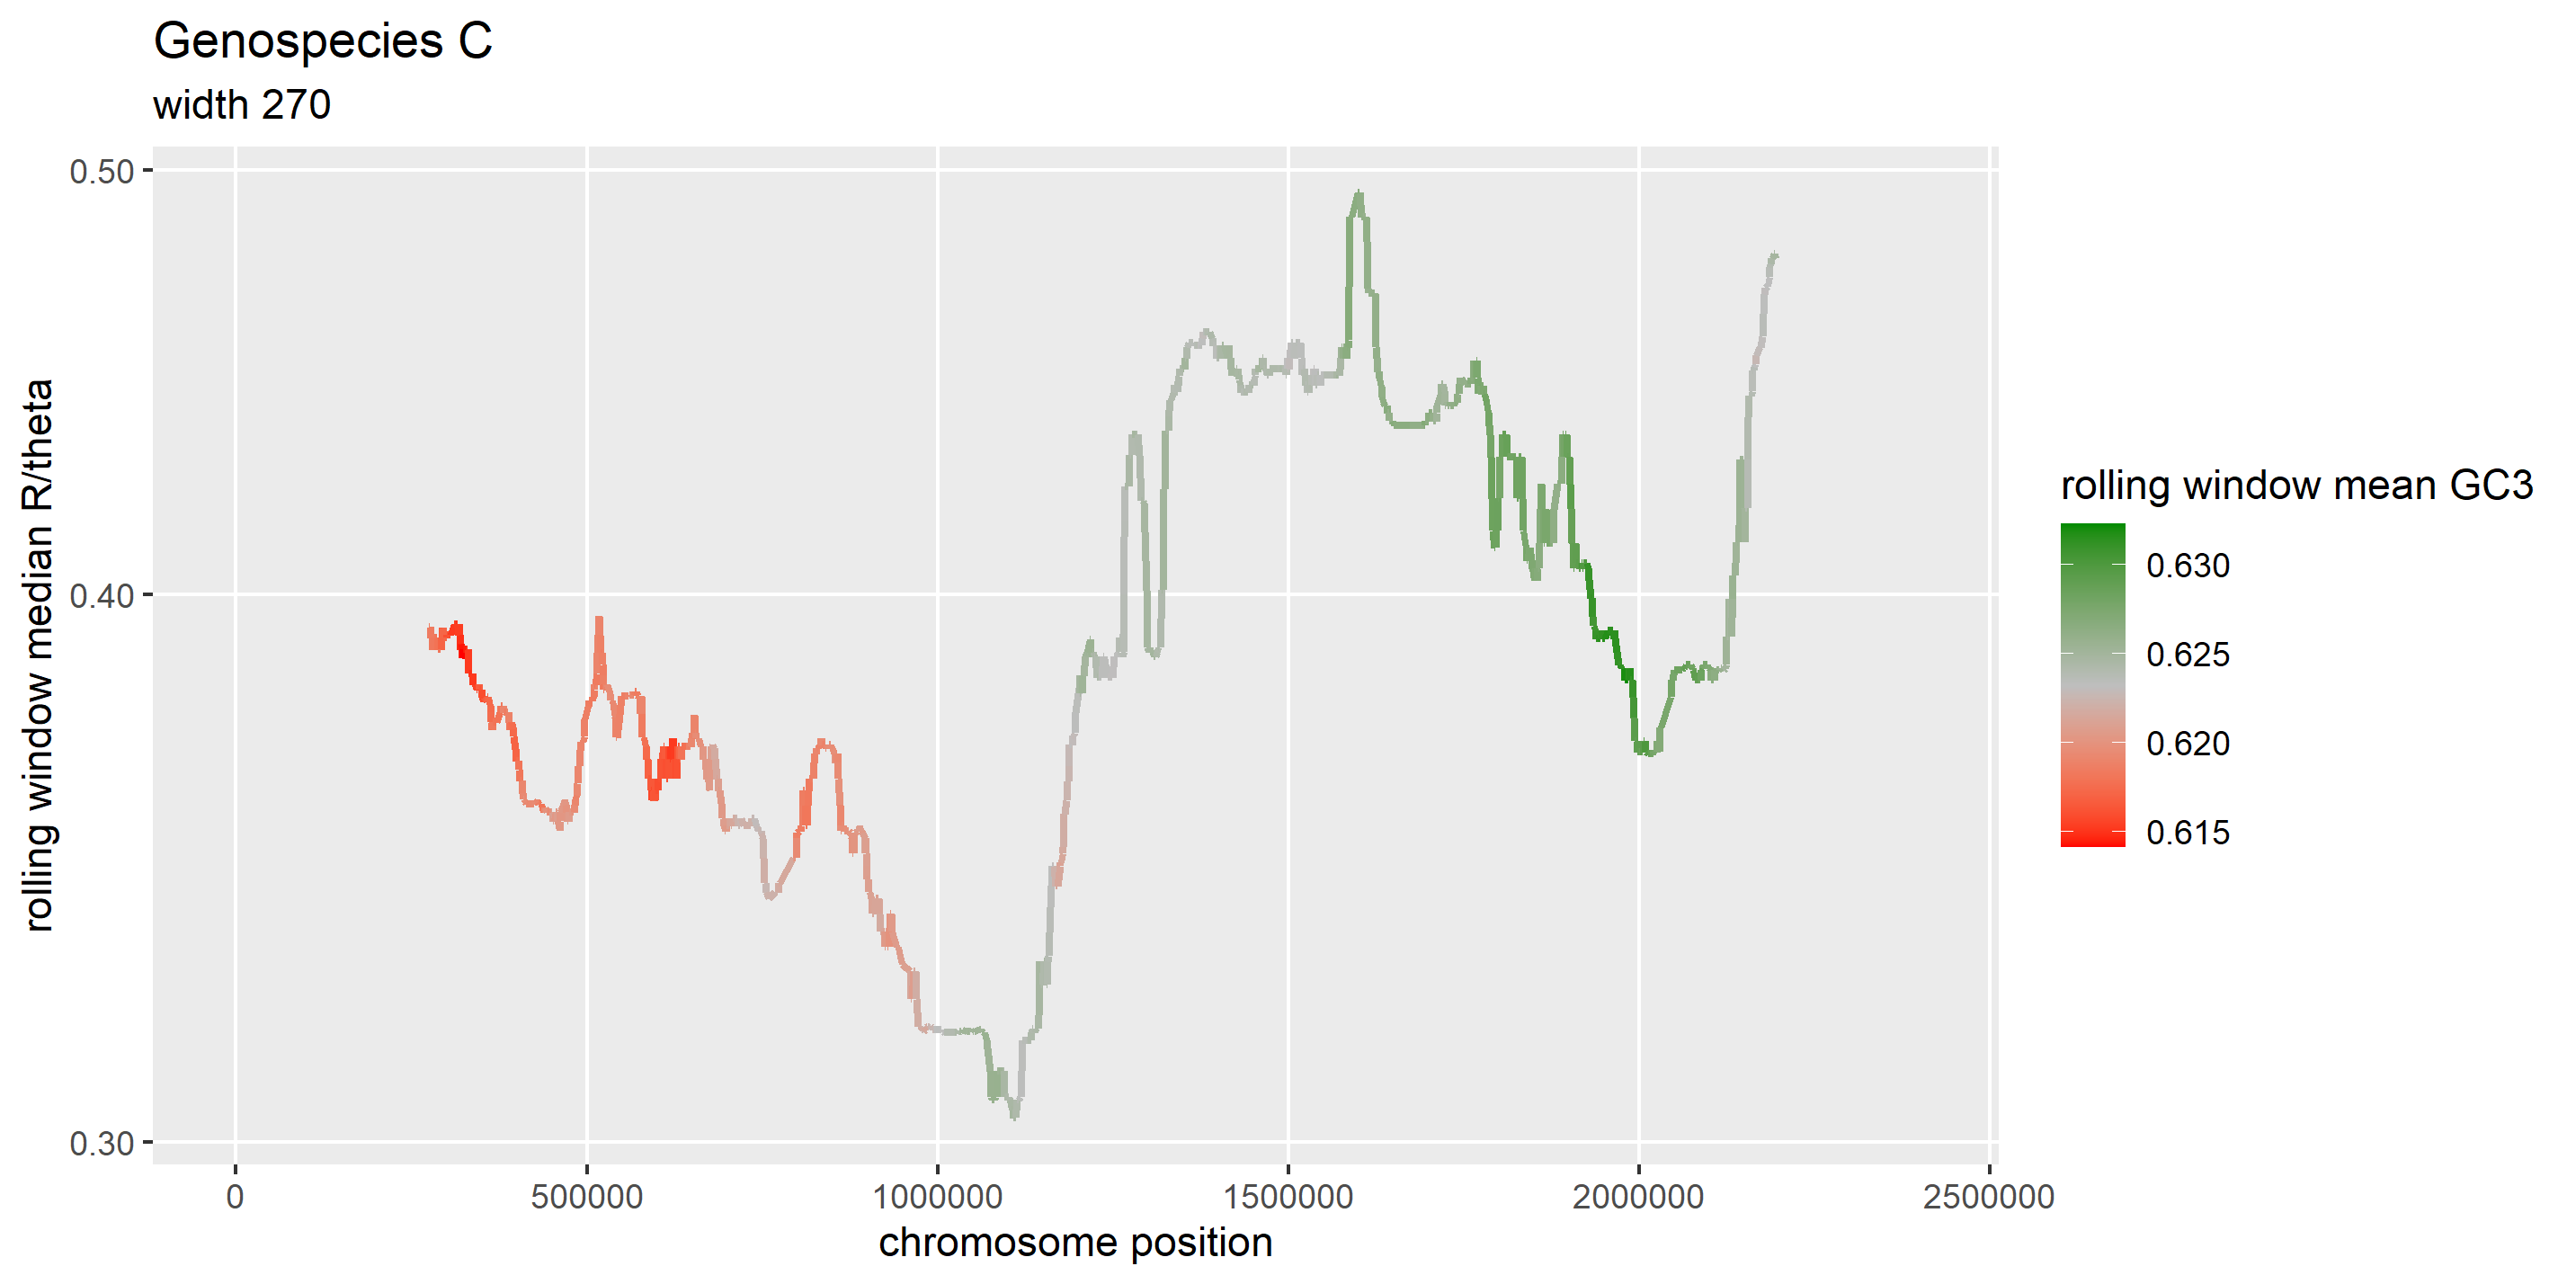 Genospecies C
width 270
0.50
0.40
0.30
rolling window median R/theta
0
500000
1000000
1500000
2000000
2500000
chromosome position
rolling window mean GC3
0.630
0.625
0.620
0.615